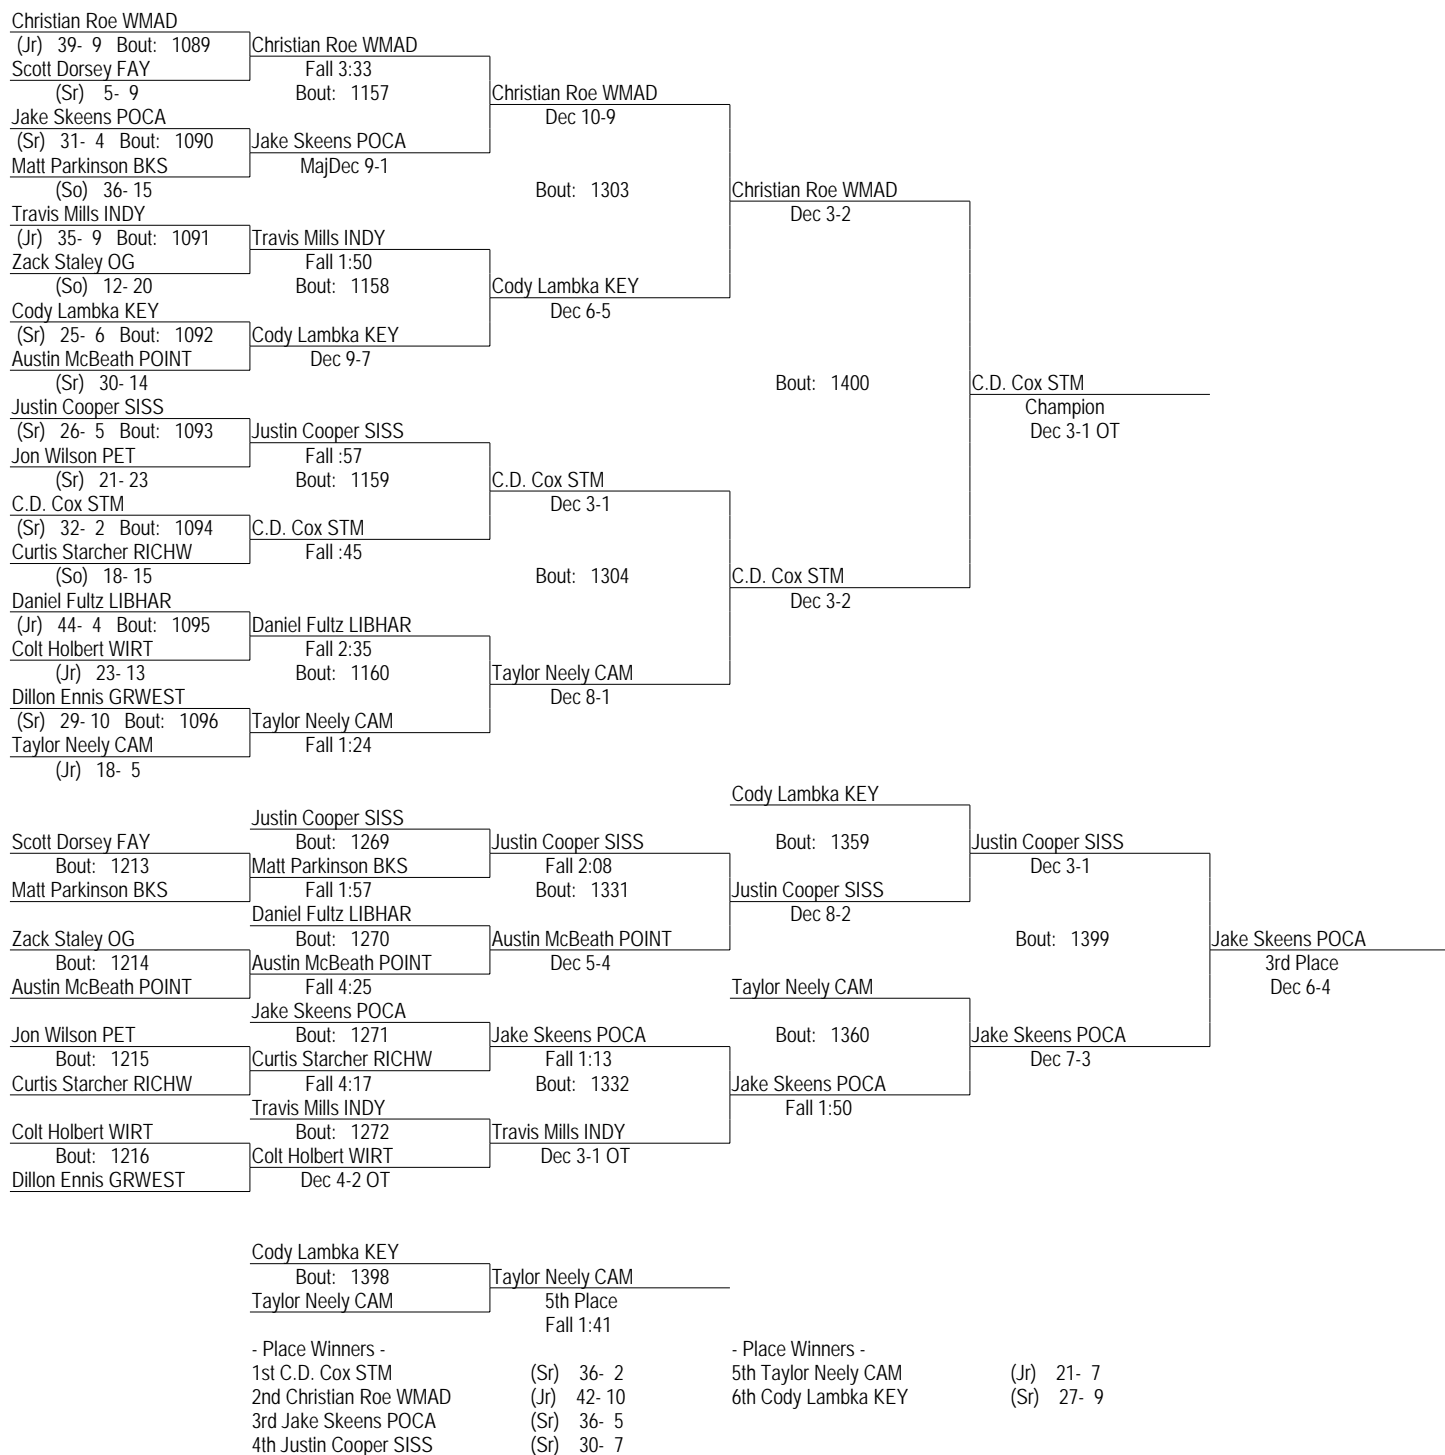 Christian Roe WMAD
(Jr) 39- 9 Bout: 1089
Scott Dorsey FAY
(Sr) 5- 9
Jake Skeens POCA
(Sr) 31- 4 Bout: 1090
Matt Parkinson BKS
(So) 36- 15
Travis Mills INDY
(Jr) 35- 9 Bout: 1091
Zack Staley OG
(So) 12- 20
Cody Lambka KEY
(Sr) 25- 6 Bout: 1092
Austin McBeath POINT
(Sr) 30- 14
Justin Cooper SISS
(Sr) 26- 5 Bout: 1093
Jon Wilson PET
(Sr) 21- 23
C.D. Cox STM
(Sr) 32- 2 Bout: 1094
Curtis Starcher RICHW
(So) 18- 15
Daniel Fultz LIBHAR
(Jr) 44- 4 Bout: 1095
Colt Holbert WIRT
(Jr) 23- 13
Dillon Ennis GRWEST
(Sr) 29- 10 Bout: 1096
Taylor Neely CAM
(Jr) 18- 5
Christian Roe WMAD
Fall 3:33
Bout: 1157
Jake Skeens POCA
MajDec 9-1
Travis Mills INDY
Fall 1:50
Bout: 1158
Cody Lambka KEY
Dec 9-7
Justin Cooper SISS
Fall :57
Bout: 1159
C.D. Cox STM
Fall :45
Daniel Fultz LIBHAR
Fall 2:35
Bout: 1160
Taylor Neely CAM
Fall 1:24
Christian Roe WMAD
Dec 10-9
Bout: 1303
Cody Lambka KEY
Dec 6-5
C.D. Cox STM
Dec 3-1
Bout: 1304
Taylor Neely CAM
Dec 8-1
Christian Roe WMAD
Dec 3-2
Bout: 1400
C.D. Cox STM
Dec 3-2
C.D. Cox STM
Champion
Dec 3-1 OT
Scott Dorsey FAY
Bout: 1213
Matt Parkinson BKS
Zack Staley OG
Bout: 1214
Austin McBeath POINT
Jon Wilson PET
Bout: 1215
Curtis Starcher RICHW
Colt Holbert WIRT
Bout: 1216
Dillon Ennis GRWEST
Justin Cooper SISS
Bout: 1269
Matt Parkinson BKS
Fall 1:57
Daniel Fultz LIBHAR
Bout: 1270
Austin McBeath POINT
Fall 4:25
Jake Skeens POCA
Bout: 1271
Curtis Starcher RICHW
Fall 4:17
Travis Mills INDY
Bout: 1272
Colt Holbert WIRT
Dec 4-2 OT
Justin Cooper SISS
Fall 2:08
Bout: 1331
Austin McBeath POINT
Dec 5-4
Jake Skeens POCA
Fall 1:13
Bout: 1332
Travis Mills INDY
Dec 3-1 OT
Cody Lambka KEY
Bout: 1359
Justin Cooper SISS
Dec 8-2
Taylor Neely CAM
Bout: 1360
Jake Skeens POCA
Fall 1:50
Justin Cooper SISS
Dec 3-1
Bout: 1399
Jake Skeens POCA
Dec 7-3
Jake Skeens POCA
3rd Place
Dec 6-4
Cody Lambka KEY
Bout: 1398
Taylor Neely CAM
Taylor Neely CAM
5th Place
Fall 1:41
- Place Winners -
1st C.D. Cox STM (Sr) 36- 2
2nd Christian Roe WMAD (Jr) 42- 10
3rd Jake Skeens POCA (Sr) 36- 5
4th Justin Cooper SISS (Sr) 30- 7
- Place Winners -
5th Taylor Neely CAM (Jr) 21- 7
6th Cody Lambka KEY (Sr) 27- 9